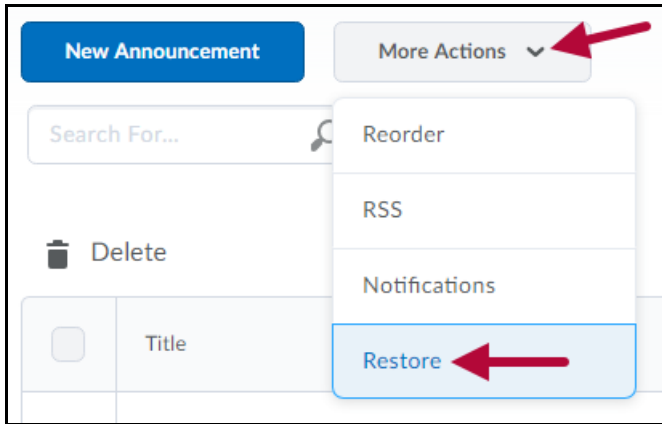 New Announcement
More Actions
Search For...
Reorder
RSS
Delete
Notifications
Title
Restore